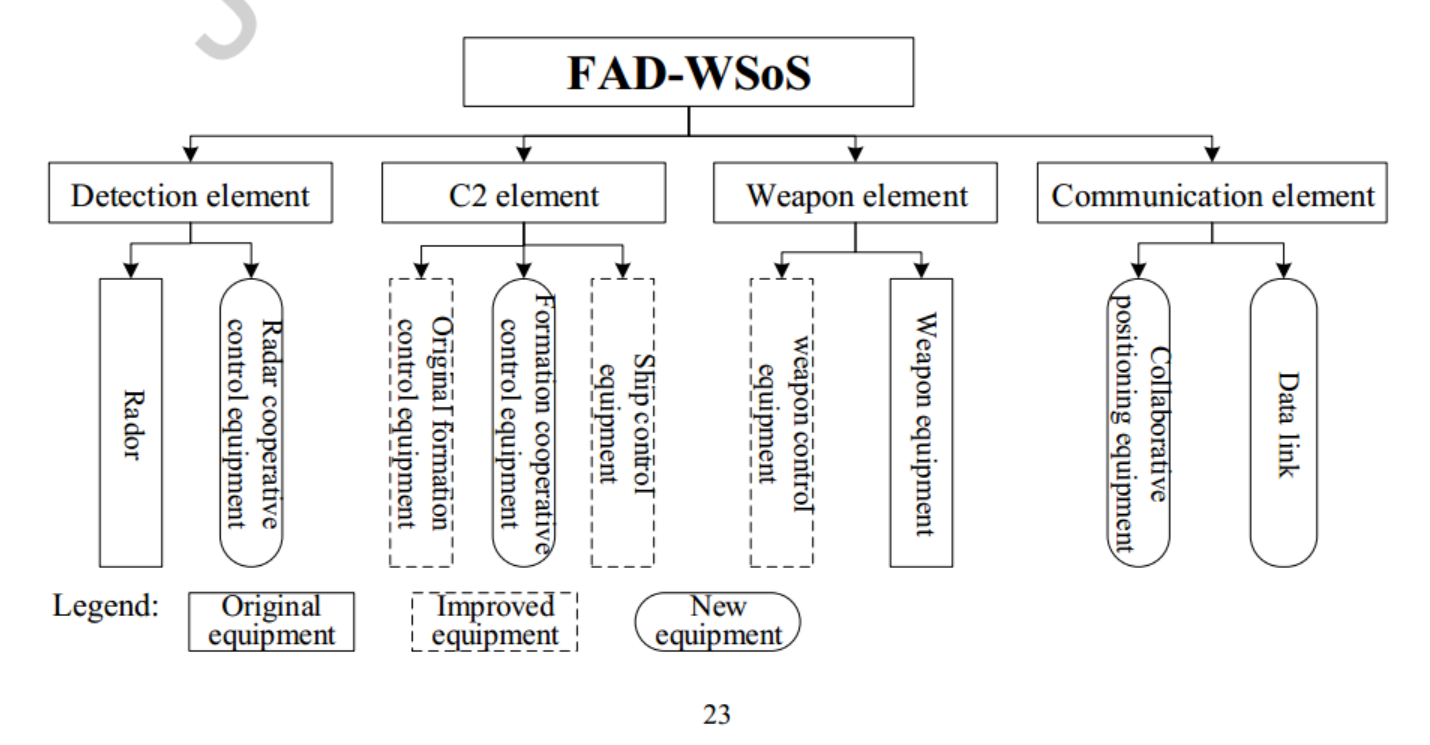 FAD-WSoS
Detection element
C2 element
Weapon element
Communication element
Rador
Radar cooperative
control equipment
Original formation
control equipment
Formation cooperative
control equipment
Ship control
equipment
weapon control
equipment
Weapon equipment
Collaborative
positioning equipment
Data link
Legend:
Original
equipment
Improved
equipment
New
equipment
23